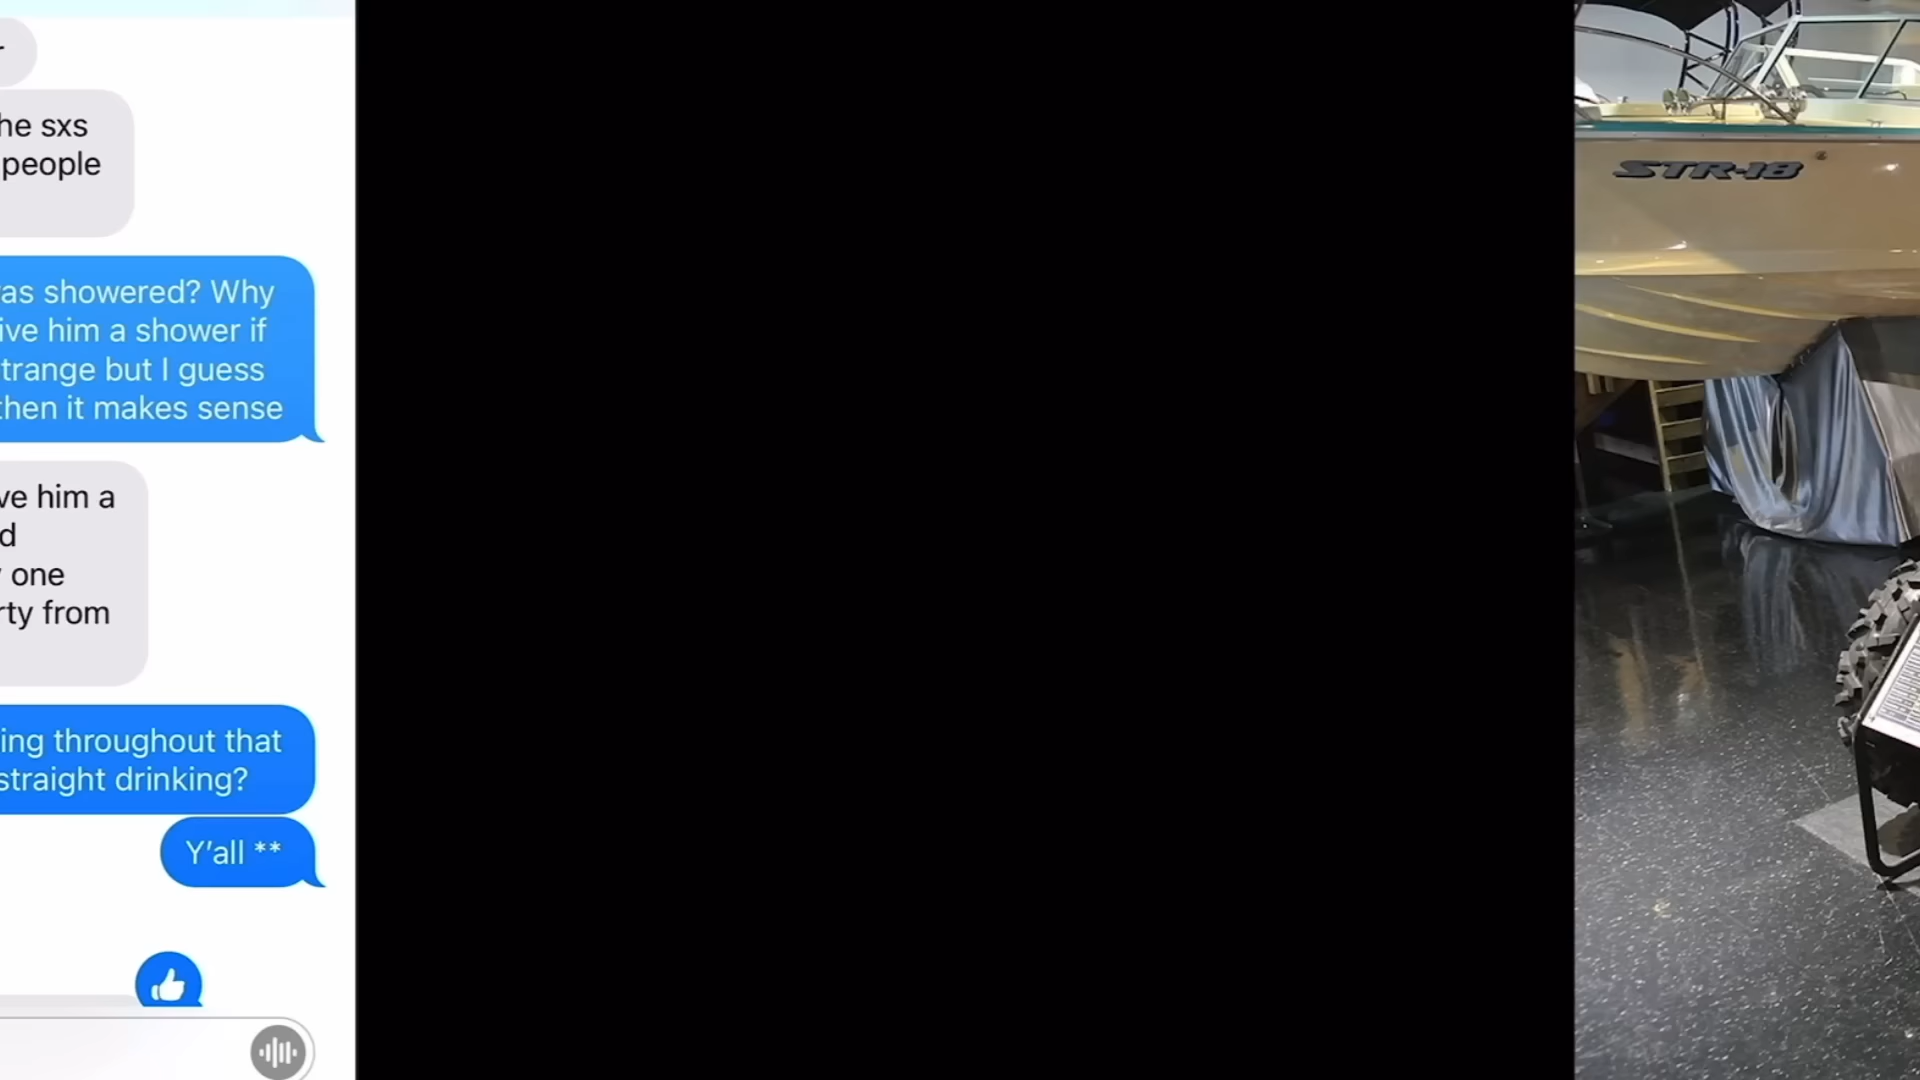 he sxs
people
as showered? Why
ive him a shower if
trange but I guess
then it makes sense
ve him a
d
one
rty from
ing throughout that
straight drinking?
Y'all **
STR-18